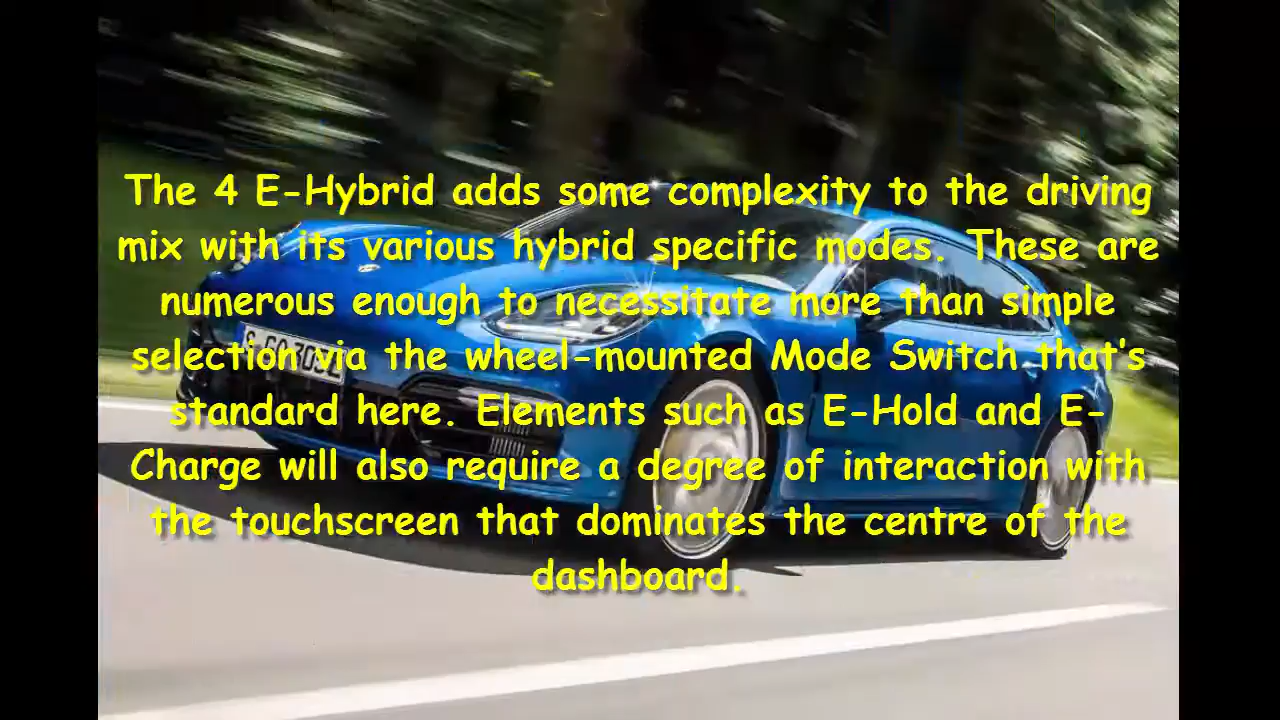 The 4 E-Hybrid adds some complexity to the driving
mix with its various hybrid specific modes. These are
numerous enough to necessitate more than simple
selection via the wheel-mounted Mode Switch that's
standard here. Elements such as E-Hold and E-
Charge will also require a degree of interaction with
the touchscreen that dominates the centre of the
dashboard.